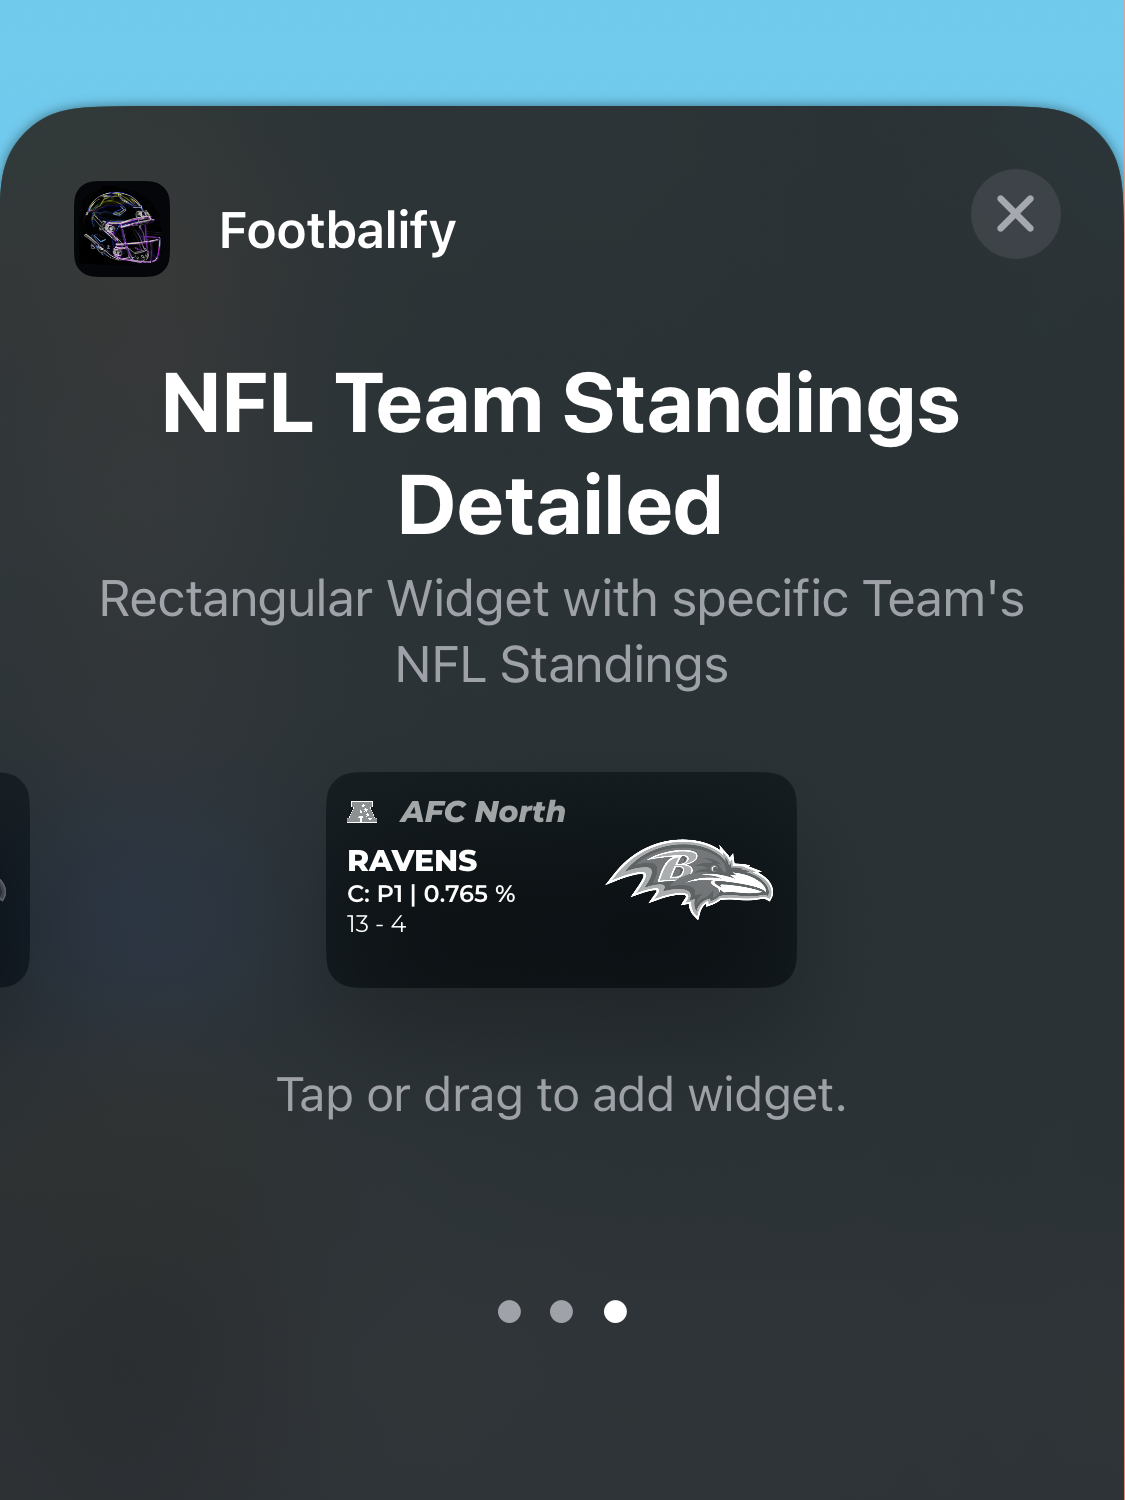 Footbalify
NFL Team Standings
Detailed
Rectangular Widget with specific Team's
NFL Standings
AFC North
RAVENS
C: P1 | 0.765 %
13 - 4
B
Tap or drag to add widget.